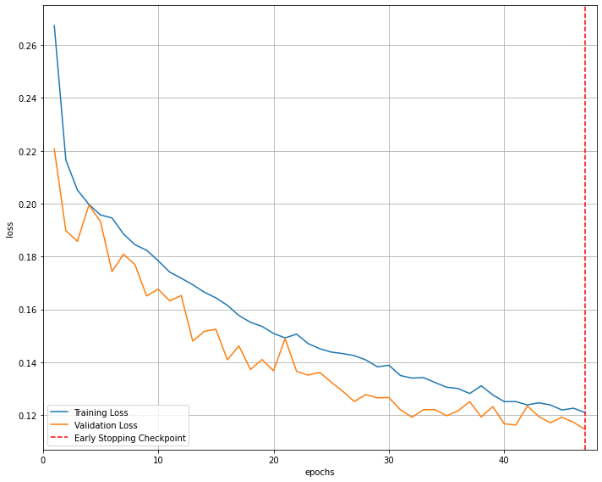 0.26
0.24
0.22
0.20
0.18
0.16
0.14
0.12
loss
Training Loss
Validation Loss
Early Stopping Checkpoint
0 10 20 30 40
epochs